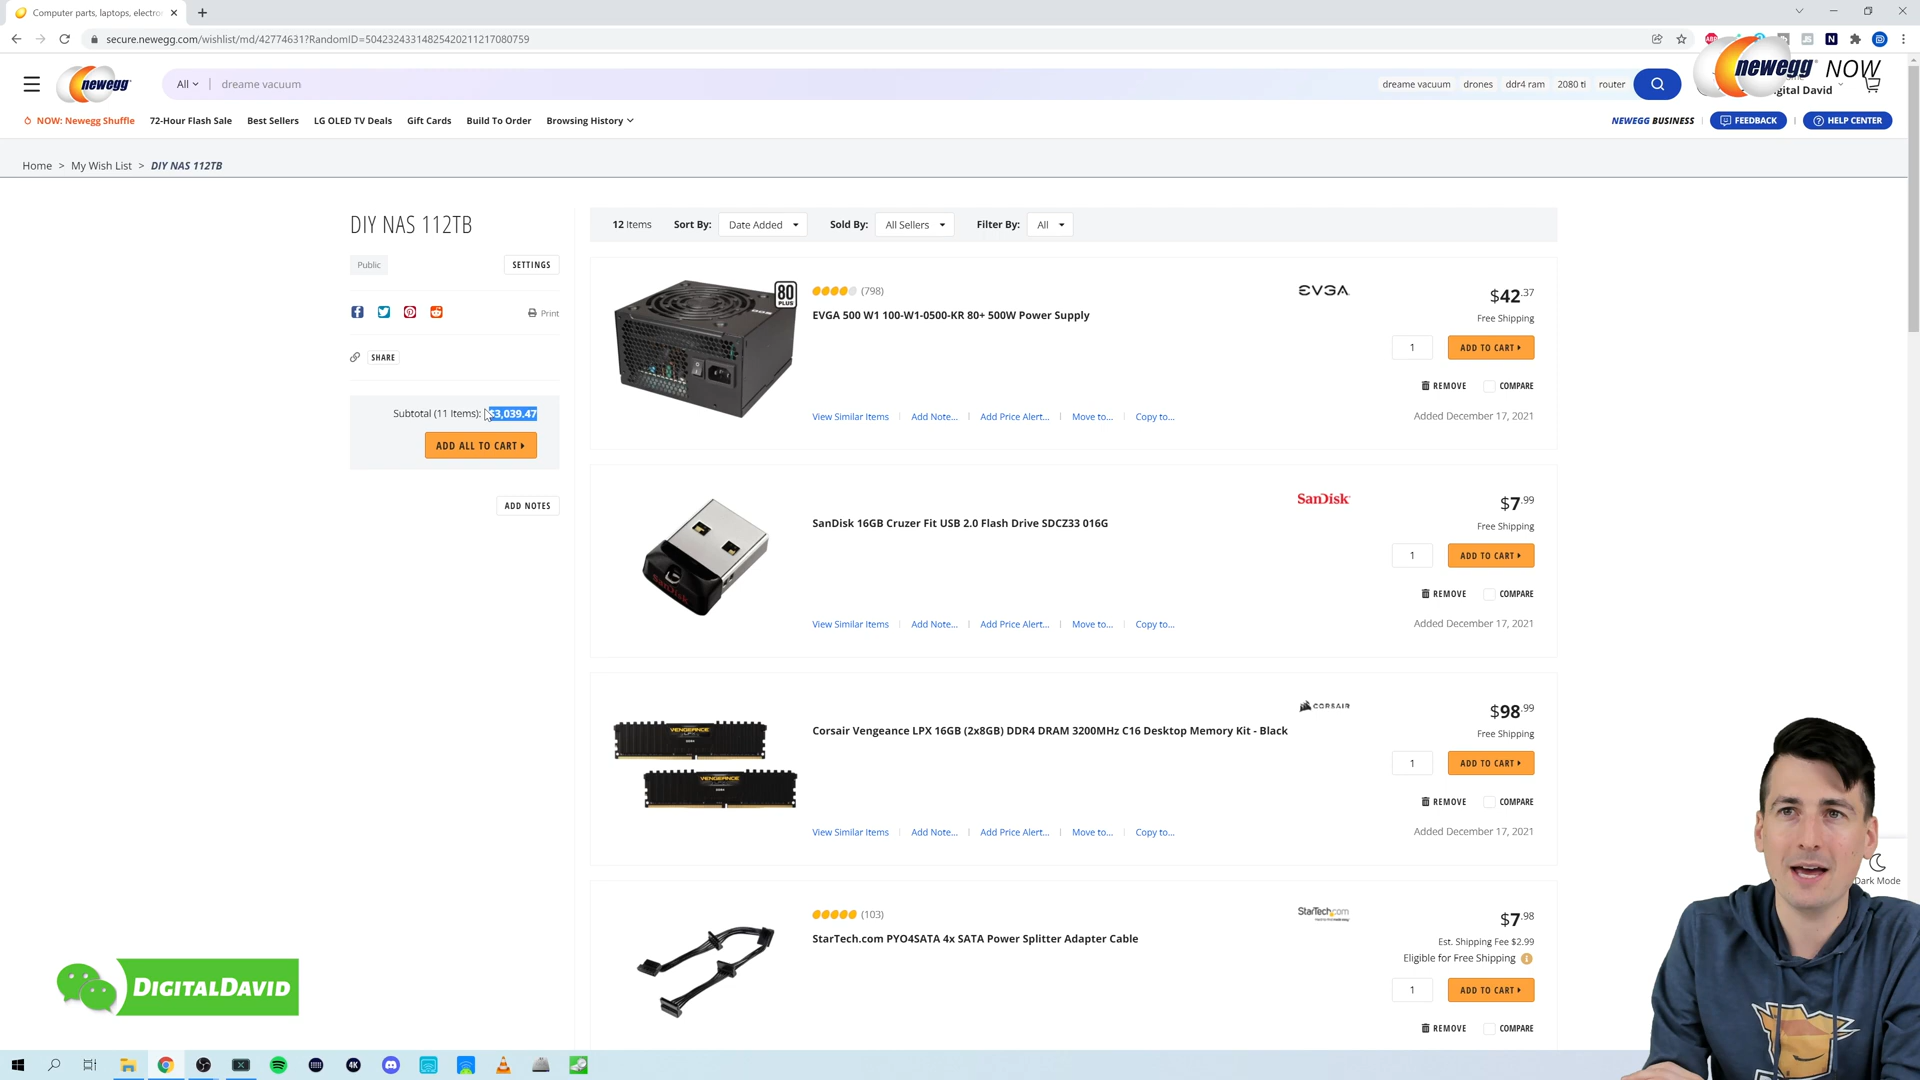 Computer parts, laptops, electro
secure.newegg.com/wishlist/md/42774631?RandomID=50423243314825420211217080759
newegg
All
dreame vacuum
dreame vacuum
drones
ddr4 ram
2080 ti
router
newegg NOW
gital David
NOW: Newegg Shuffle
72-Hour Flash Sale
Best Sellers
LG OLED TV Deals
Gift Cards
Build To Order
Browsing History
NEWEGG BUSINESS
FEEDBACK
HELP CENTER
Home > My Wish List > DIY NAS 112TB
DIY NAS 112TB
Public
SETTINGS
Print
SHARE
Subtotal (11 Items): $3,039.47
ADD ALL TO CART
ADD NOTES
12 Items
Sort By: Date Added
Sold By: All Sellers
Filter By: All
80 PLUS
(798)
EVGA 500 W1 100-W1-0500-KR 80+ 500W Power Supply
View Similar Items
Add Note...
Add Price Alert...
Move to...
Copy to...
EVGA
$42.37
Free Shipping
1
ADD TO CART
REMOVE
COMPARE
Added December 17, 2021
SanDisk 16GB Cruzer Fit USB 2.0 Flash Drive SDCZ33 016G
View Similar Items
Add Note...
Add Price Alert...
Move to...
Copy to...
SanDisk
$7.99
Free Shipping
1
ADD TO CART
REMOVE
COMPARE
Added December 17, 2021
VENGEANCE
VENGEANCE
Corsair Vengeance LPX 16GB (2x8GB) DDR4 DRAM 3200MHz C16 Desktop Memory Kit - Black
View Similar Items
Add Note...
Add Price Alert...
Move to...
Copy to...
CORSAIR
$98.99
Free Shipping
1
ADD TO CART
REMOVE
COMPARE
Added December 17, 2021
(103)
StarTech.com PYO4SATA 4x SATA Power Splitter Adapter Cable
StarTech.com
$7.98
Est. Shipping Fee $2.99
Eligible for Free Shipping
1
ADD TO CART
REMOVE
COMPARE
Dark Mode
DIGITALDAVID
4K